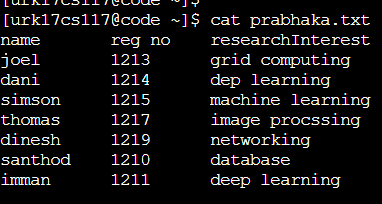 [urk17cs117@code ~]$
[urk17cs117@code ~]$ cat prabhaka.txt
name reg no researchInterest
joel 1213 grid computing
dani 1214 dep learning
simson 1215 machine learning
thomas 1217 image procssing
dinesh 1219 networking
santhod 1210 database
imman 1211 deep learning